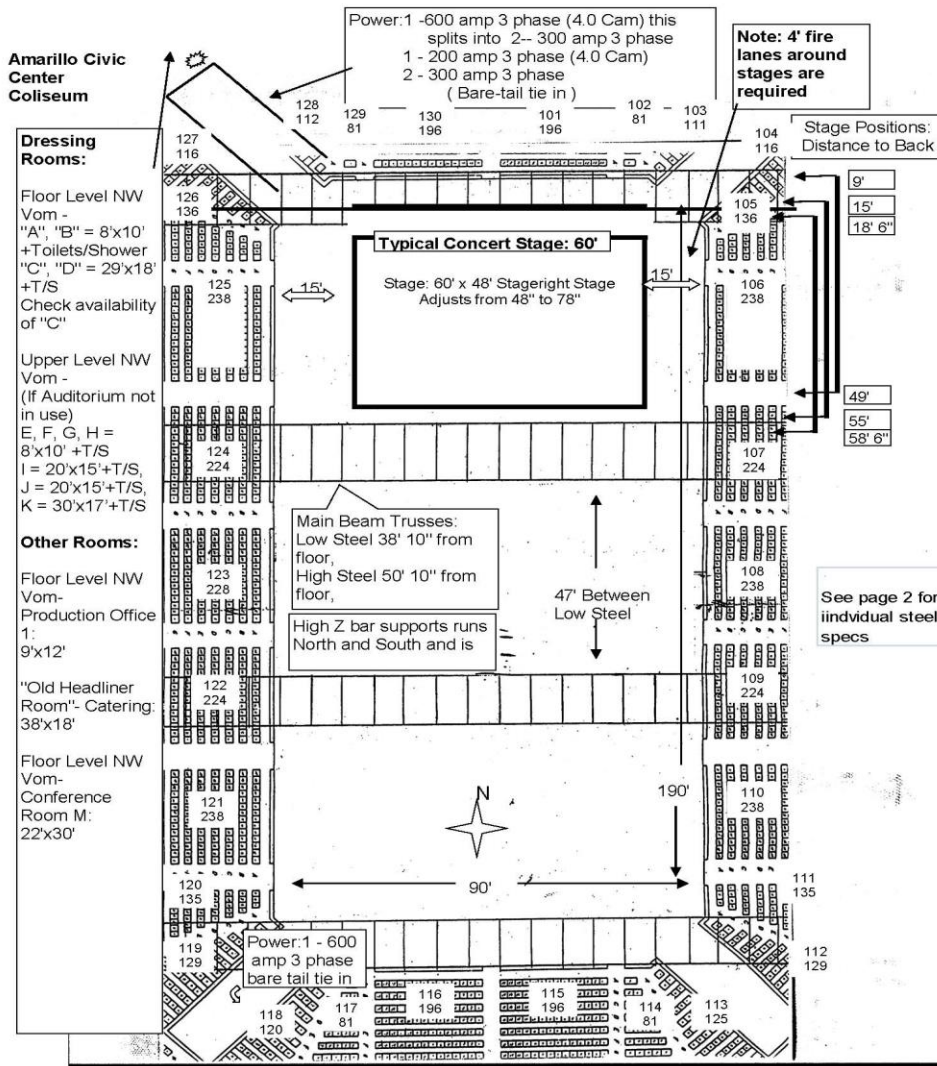 Amarillo Civic
Center
Coliseum
Power:1 -600 amp 3 phase (4.0 Cam) this
splits into 2-- 300 amp 3 phase
1 - 200 amp 3 phase (4.0 Cam)
2 - 300 amp 3 phase
( Bare-tail tie in )
Note: 4' fire
lanes around
stages are
required
Stage Positions:
Distance to Back
9'
15'
18' 6"
49'
55'
58' 6"
Dressing
Rooms:
Floor Level NW
Vom -
"A", "B" = 8'x10'
+Toilets/Shower
"C", "D" = 29'x18'
+T/S
Check availability
of "C"
Upper Level NW
Vom -
(If Auditorium not
in use)
E, F, G, H =
8'x10' +T/S
I = 20'x15'+T/S,
J = 20'x15'+T/S,
K = 30'x17'+T/S
Other Rooms:
Floor Level NW
Vom-
Production Office
1:
9'x12'
"Old Headliner
Room"- Catering:
38'x18'
Floor Level NW
Vom-
Conference
Room M:
22'x30'
127
116
128
112
129
81
130
196
101
196
102
81
103
111
104
116
126
136
105
136
Typical Concert Stage: 60'
Stage: 60' x 48' Stageright Stage
Adjusts from 48" to 78"
15'
15'
125
238
106
238
124
224
107
224
Main Beam Trusses:
Low Steel 38' 10" from
floor,
High Steel 50' 10" from
floor,
High Z bar supports runs
North and South and is
47' Between
Low Steel
123
228
108
238
See page 2 for
iindvidual steel
specs
122
224
109
224
121
238
110
238
N
190'
90'
120
135
111
135
119
129
112
129
Power:1 - 600
amp 3 phase
bare tail tie in
118
120
117
81
116
196
115
196
114
81
113
125